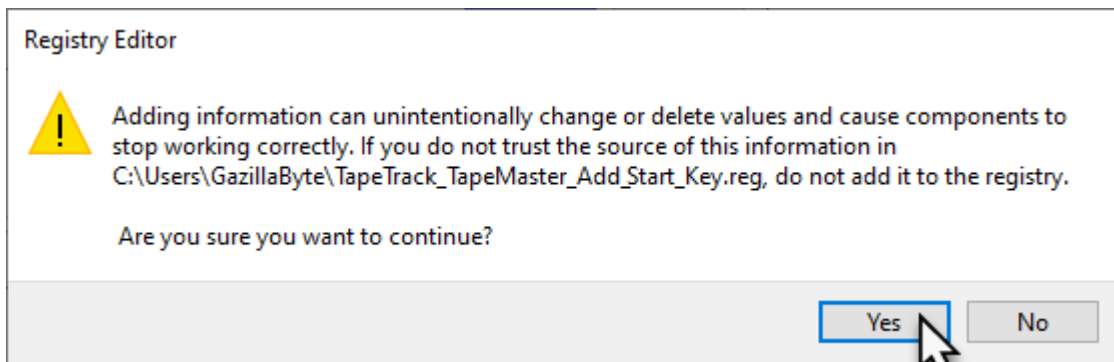 Registry Editor
Adding information can unintentionally change or delete values and cause components to
stop working correctly. If you do not trust the source of this information in
C:\Users\GazillaByte\TapeTrack_TapeMaster_Add_Start_Key.reg, do not add it to the registry.
Are you sure you want to continue?
Yes No